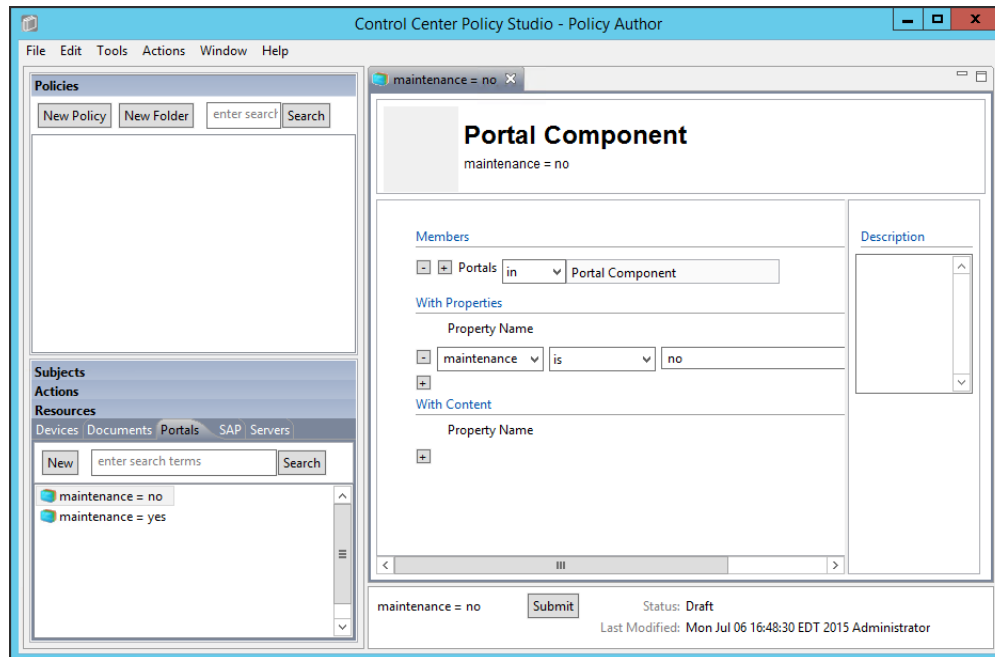 Control Center Policy Studio - Policy Author
File Edit Tools Actions Window Help
Policies
New Policy New Folder enter search Search
Subjects
Actions
Resources
Devices Documents Portals SAP Servers
New enter search terms Search
maintenance = no
maintenance = yes
maintenance = no
Portal Component
maintenance = no
Members
- + Portals in Portal Component
With Properties
Property Name
- maintenance is no
+
With Content
Property Name
+
Description
maintenance = no Submit Status: Draft
Last Modified: Mon Jul 06 16:48:30 EDT 2015 Administrator